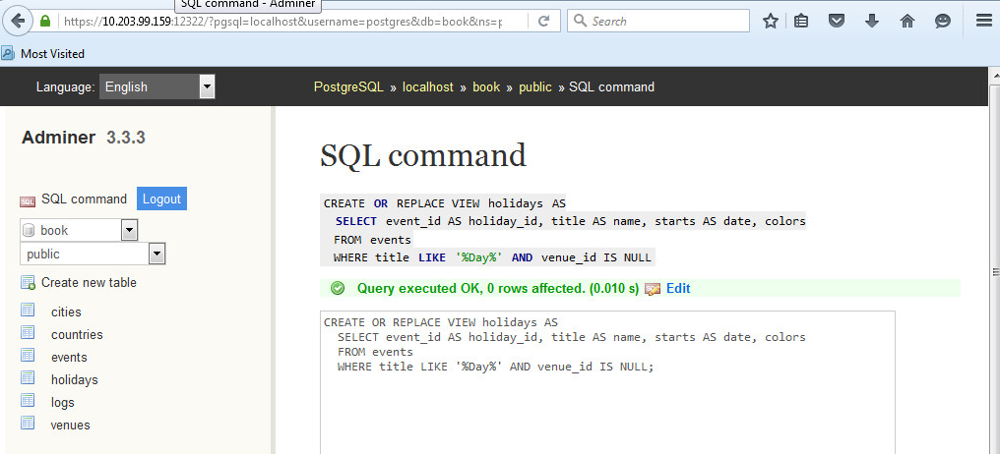 SQL command - Adminer
https://10.203.99.159:12322/?pgsql=localhost&username=postgres&db=book&ns=p
Search
Most Visited
Language: English
PostgreSQL » localhost » book » public » SQL command
Adminer 3.3.3
SQL command Logout
book
public
Create new table
cities
countries
events
holidays
logs
venues
SQL command
CREATE OR REPLACE VIEW holidays AS
SELECT event_id AS holiday_id, title AS name, starts AS date, colors
FROM events
WHERE title LIKE '%Day%' AND venue_id IS NULL
Query executed OK, 0 rows affected. (0.010 s) Edit
CREATE OR REPLACE VIEW holidays AS
SELECT event_id AS holiday_id, title AS name, starts AS date, colors
FROM events
WHERE title LIKE '%Day%' AND venue_id IS NULL;